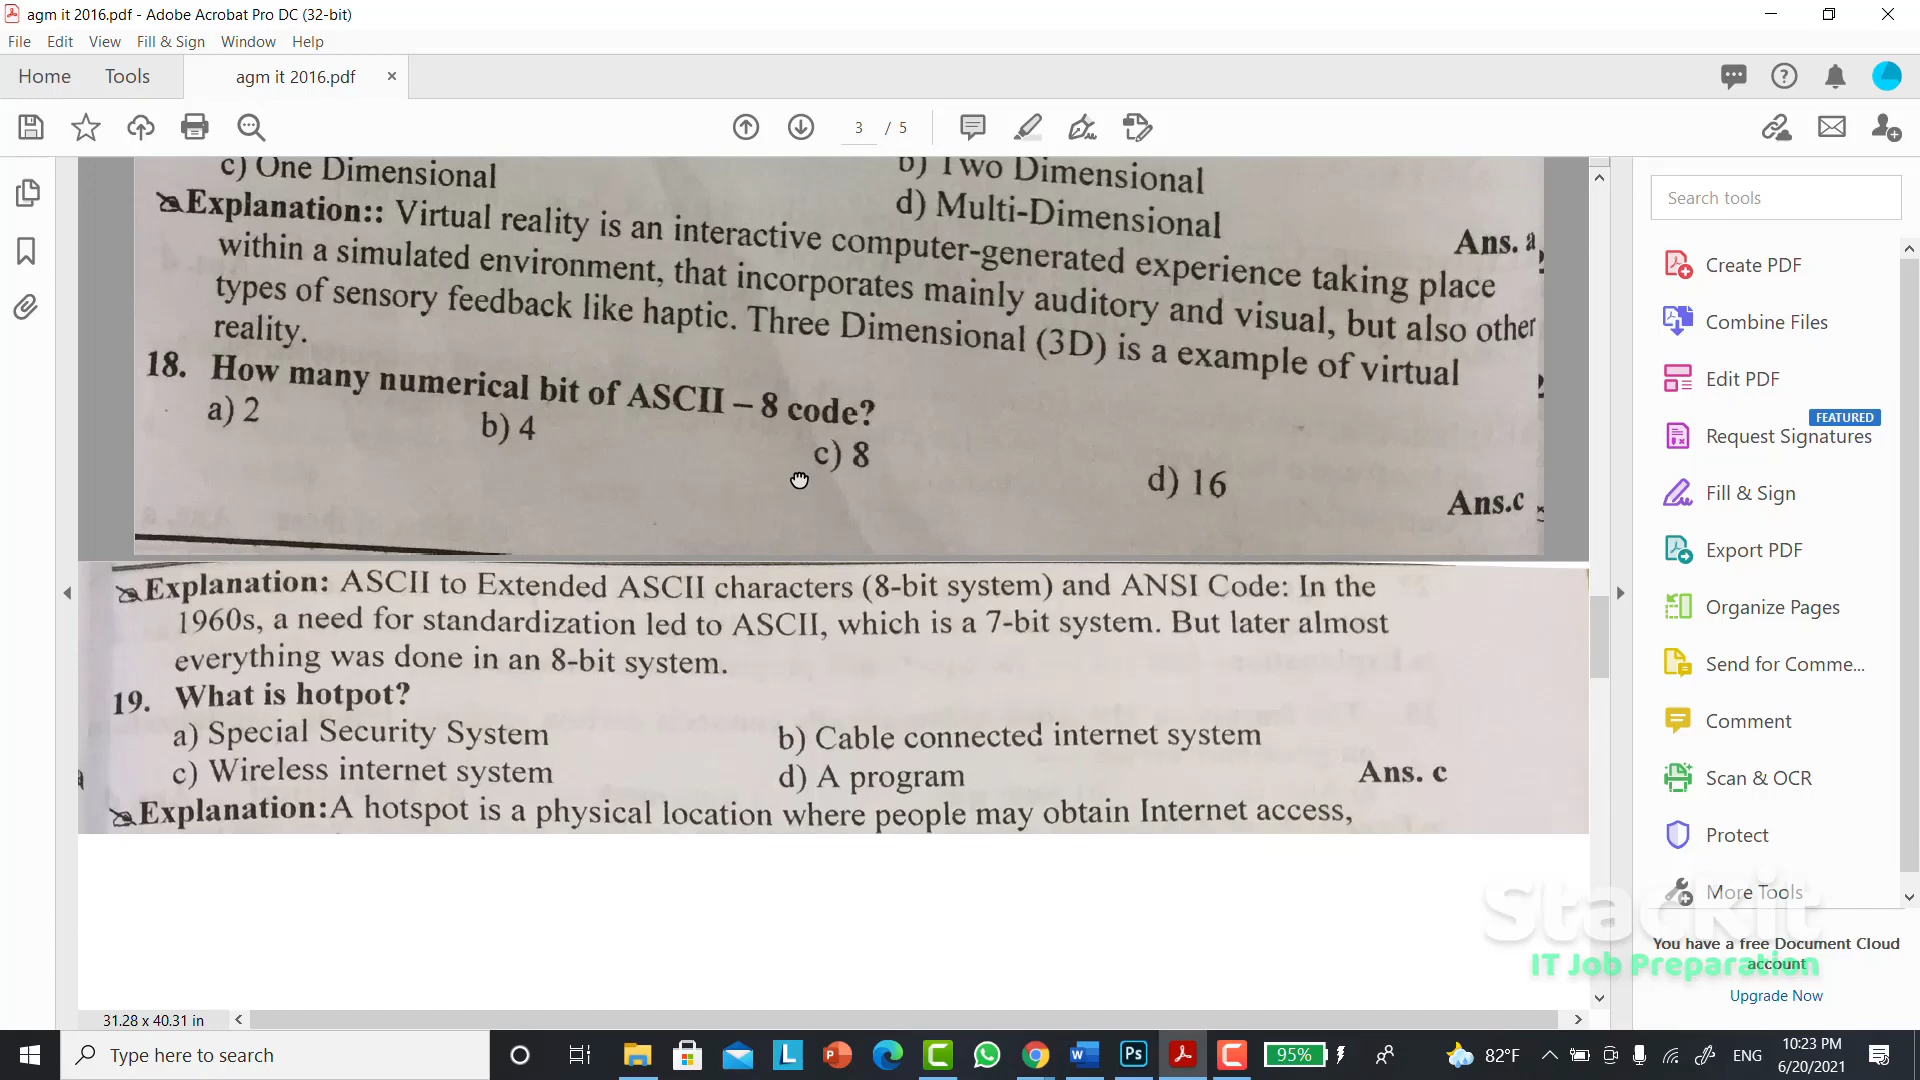 agm it 2016.pdf - Adobe Acrobat Pro DC (32-bit)
File Edit View Fill & Sign Window Help
Home Tools agm it 2016.pdf ×
3 / 5
c) One Dimensional b) Two Dimensional
d) Multi-Dimensional
Ans. a
Explanation:: Virtual reality is an interactive computer-generated experience taking place
within a simulated environment, that incorporates mainly auditory and visual, but also other
types of sensory feedback like haptic. Three Dimensional (3D) is a example of virtual
reality.
18. How many numerical bit of ASCII – 8 code?
a) 2 b) 4 c) 8 d) 16
Ans.c
Explanation: ASCII to Extended ASCII characters (8-bit system) and ANSI Code: In the
1960s, a need for standardization led to ASCII, which is a 7-bit system. But later almost
everything was done in an 8-bit system.
19. What is hotpot?
a) Special Security System b) Cable connected internet system
c) Wireless internet system d) A program Ans. c
Explanation:A hotspot is a physical location where people may obtain Internet access,
Search tools
Create PDF
Combine Files
Edit PDF
FEATURED
Request Signatures
Fill & Sign
Export PDF
Organize Pages
Send for Comme...
Comment
Scan & OCR
Protect
More Tools
StackIt
IT Job Preparation
You have a free Document Cloud
account
Upgrade Now
31.28 x 40.31 in
Type here to search
95%
82°F
ENG
10:23 PM
6/20/2021